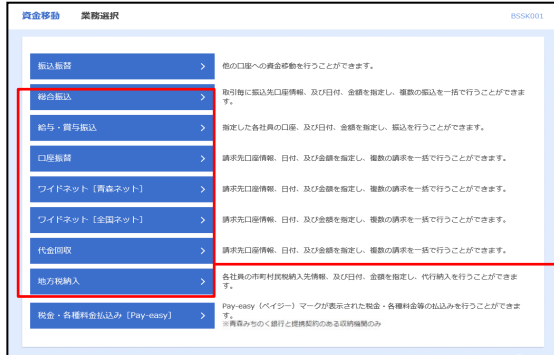 資金移動 業務選択 BSSK001
振込振替 他の口座への資金移動を行うことができます。
総合振込 取引毎に振込先口座情報、及び日付、金額を指定し、複数の振込を一括で行うことができま
す。
給与・賞与振込 指定した各社員の口座、及び日付、金額を指定し、振込を行うことができます。
口座振替 請求先口座情報、日付、及び金額を指定し、複数の請求を一括で行うことができます。
ワイドネット［青森ネット］ 請求先口座情報、日付、及び金額を指定し、複数の請求を一括で行うことができます。
ワイドネット［全国ネット］ 請求先口座情報、日付、及び金額を指定し、複数の請求を一括で行うことができます。
代金回収 請求先口座情報、日付、及び金額を指定し、複数の請求を一括で行うことができます。
地方税納入 各社員の市町村民税納入先情報、及び日付、金額を指定し、代行納入を行うことができま
す。
税金・各種料金払込み［Pay-easy］ Pay-easy（ペイジー）マークが表示された税金・各種料金等の払込みを行うことができま
す。
※青森みちのく銀行と提携契約のある収納機関のみ